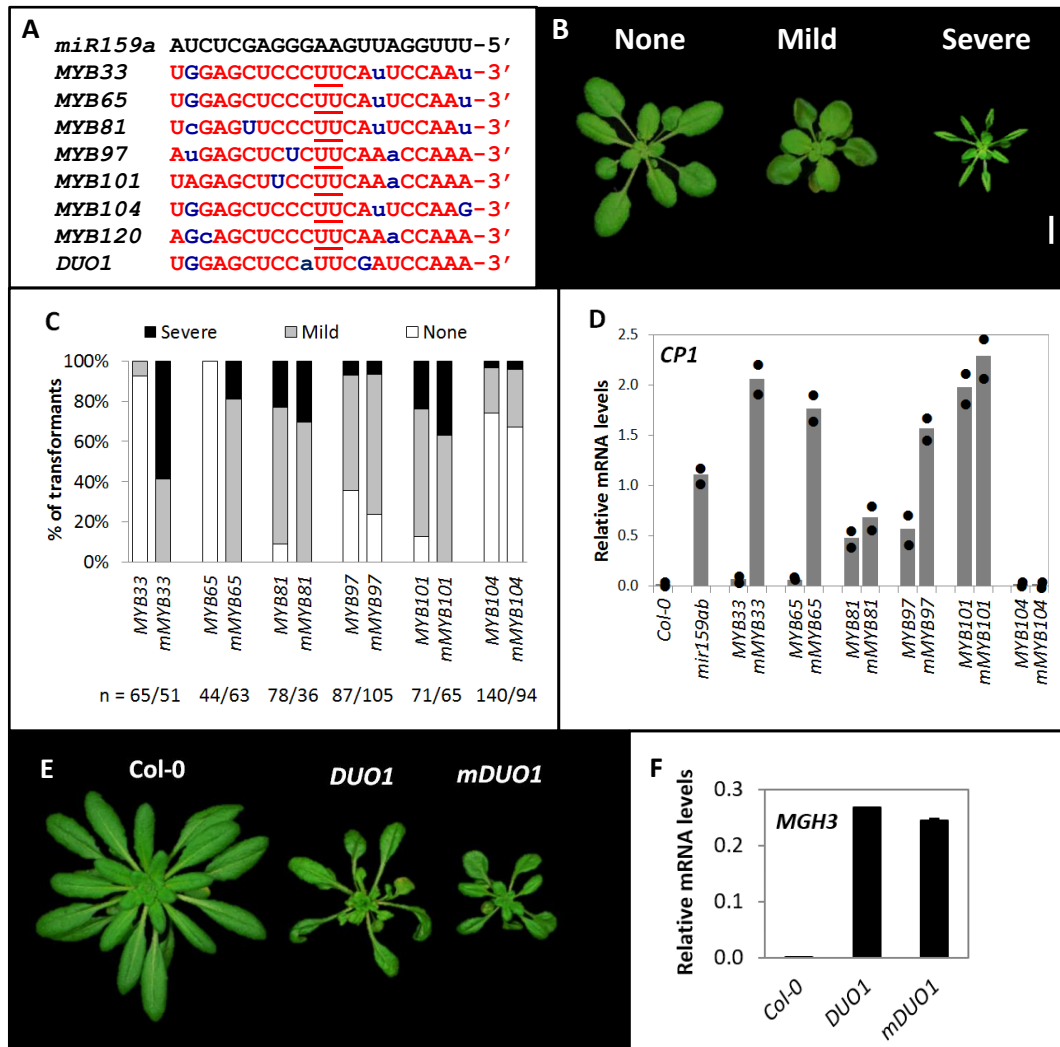 A
miR159a AUCUCGAGGGAAGUUAGGUUU-5’
MYB33 UGGAGCUCCCUUCAuUCCAAu-3’
MYB65 UGGAGCUCCCUUCAuUCCAAu-3’
MYB81 UcGAGUUCCCUUCAuUCCAAu-3’
MYB97 AuGAGCUCUCUUCAAaCCAAA-3’
MYB101 UAGAGCUUCCUUCAAaCCAAA-3’
MYB104 UGGAGCUCCCUUCAuUCCAAG-3’
MYB120 AGcAGCUCCCUUCAAaCCAAA-3’
DUO1 UGGAGCUCCaUUCGAUCCAAA-3’
B
None Mild Severe
C
Severe Mild None
% of transformants
100%
80%
60%
40%
20%
0%
MYB33 mMYB33 MYB65 mMYB65 MYB81 mMYB81 MYB97 mMYB97 MYB101 mMYB101 MYB104 mMYB104
n = 65/51 44/63 78/36 87/105 71/65 140/94
D
CP1
Relative mRNA levels
2.5
2.0
1.5
1.0
0.5
0.0
Col-0 mir159ab MYB33 mMYB33 MYB65 mMYB65 MYB81 mMYB81 MYB97 mMYB97 MYB101 mMYB101 MYB104 mMYB104
E
Col-0 DUO1 mDUO1
F
MGH3
Relative mRNA levels
0.3
0.2
0.1
0.0
Col-0 DUO1 mDUO1